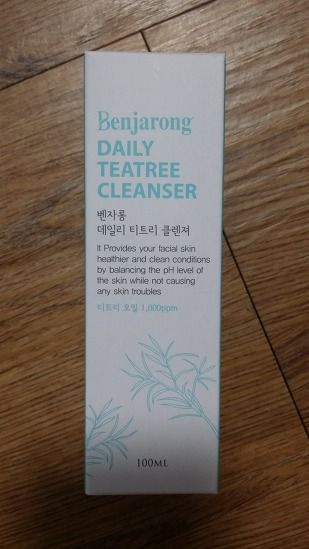 Benjarong
DAILY
TEATREE
CLEANSER
벤자롱
데일리 티트리 클렌져
It Provides your facial skin
healthier and clean conditions
by balancing the pH level of
the skin while not causing
any skin troubles
티트리 오일 1,000ppm
100ML